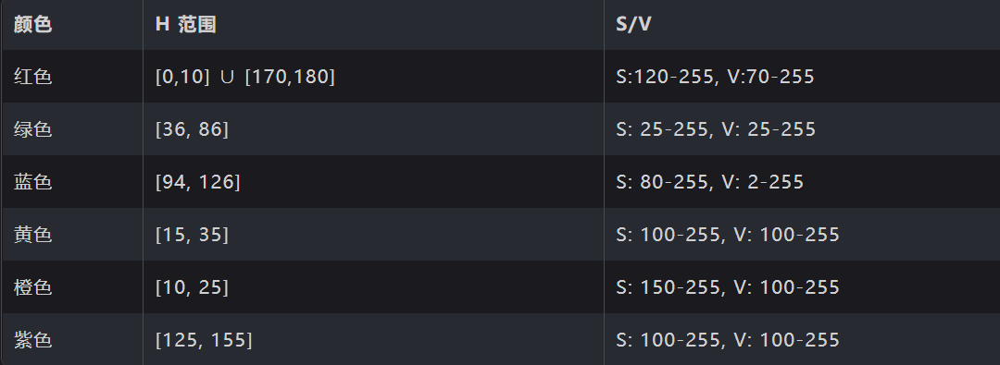 颜色 H 范围 S/V
红色 [0,10] ∪ [170,180] S:120-255, V:70-255
绿色 [36, 86] S: 25-255, V: 25-255
蓝色 [94, 126] S: 80-255, V: 2-255
黄色 [15, 35] S: 100-255, V: 100-255
橙色 [10, 25] S: 150-255, V: 100-255
紫色 [125, 155] S: 100-255, V: 100-255